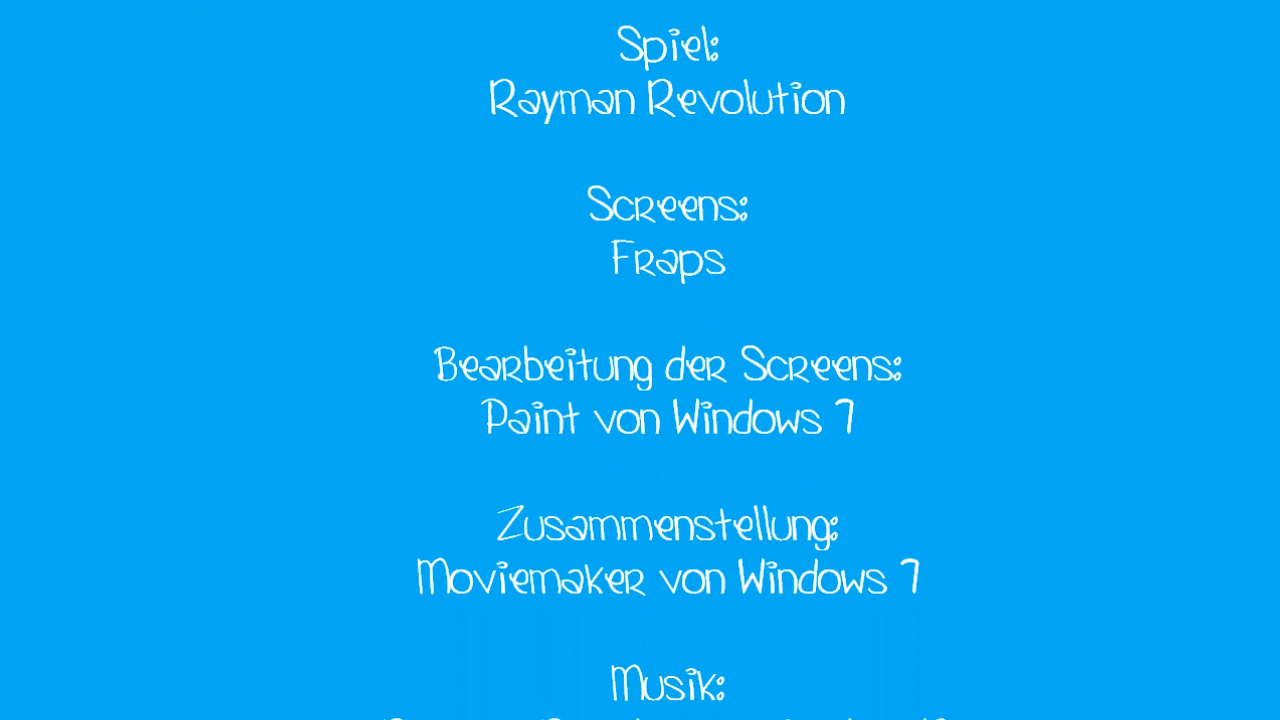 Spiel:
Rayman Revolution
Screens:
Fraps
Bearbeitung der Screens:
Paint von Windows 7
Zusammenstellung:
Moviemaker von Windows 7
Musik: